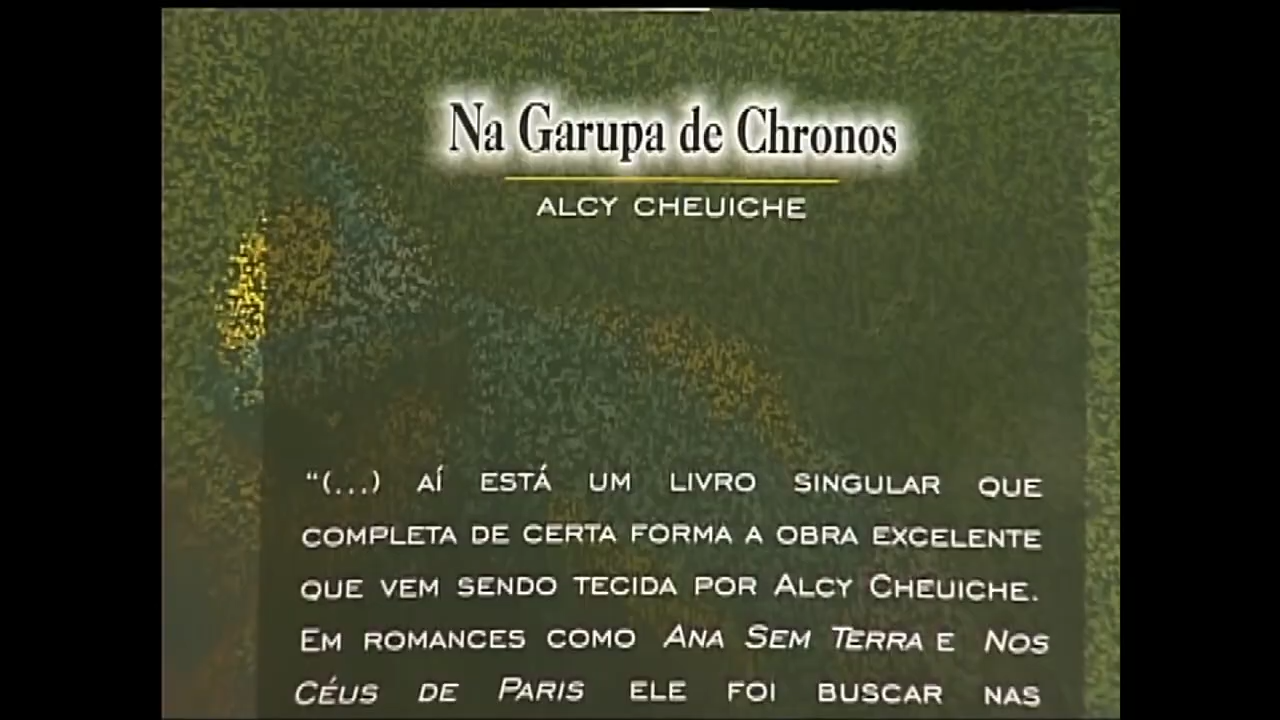 Na Garupa de Chronos
ALCY CHEUICHE
"(...) AÍ ESTÁ UM LIVRO SINGULAR QUE
COMPLETA DE CERTA FORMA A OBRA EXCELENTE
QUE VEM SENDO TECIDA POR ALCY CHEUICHE.
EM ROMANCES COMO ANA SEM TERRA E NOS
CÉUS DE PARIS ELE FOI BUSCAR NAS